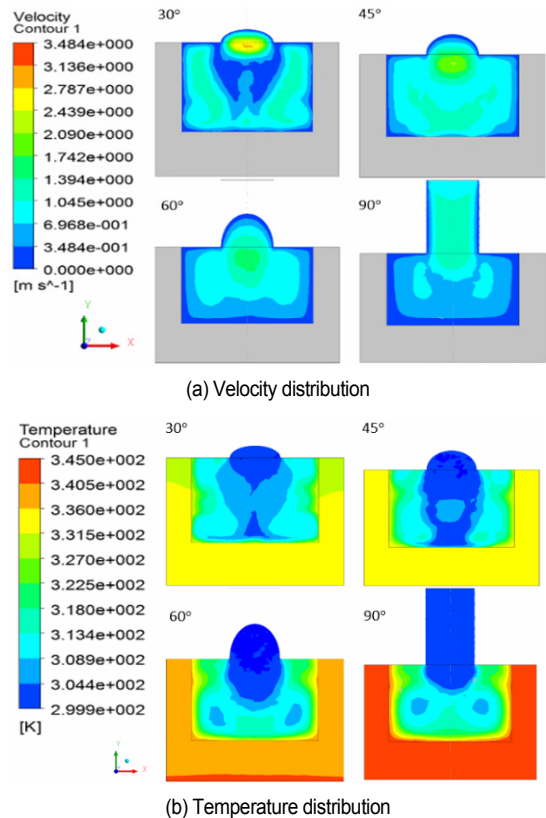 Velocity
Contour 1
3.484e+000
3.136e+000
2.787e+000
2.439e+000
2.090e+000
1.742e+000
1.394e+000
1.045e+000
6.968e-001
3.484e-001
0.000e+000
[m s^-1]
Y
X
30°
45°
60°
90°
(a) Velocity distribution
Temperature
Contour 1
3.450e+002
3.405e+002
3.360e+002
3.315e+002
3.270e+002
3.225e+002
3.180e+002
3.134e+002
3.089e+002
3.044e+002
2.999e+002
[K]
Y
X
30°
45°
60°
90°
(b) Temperature distribution